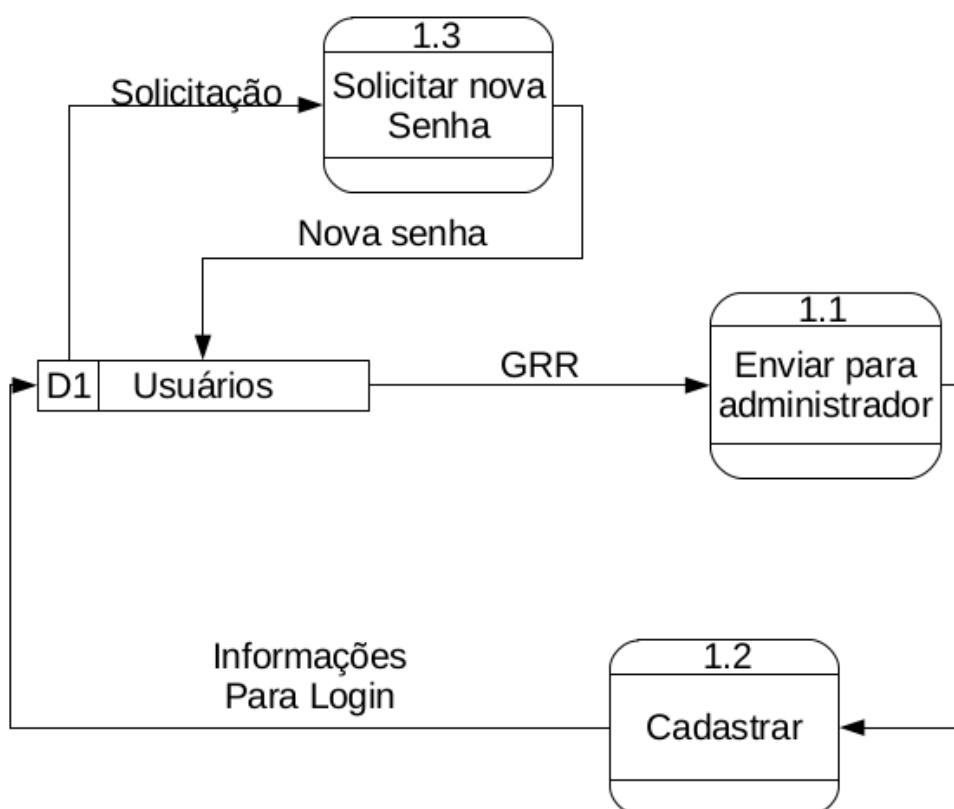 1.3
Solicitação
Solicitar nova
Senha
Nova senha
1.1
D1 Usuários
GRR
Enviar para
administrador
1.2
Informações
Para Login
Cadastrar